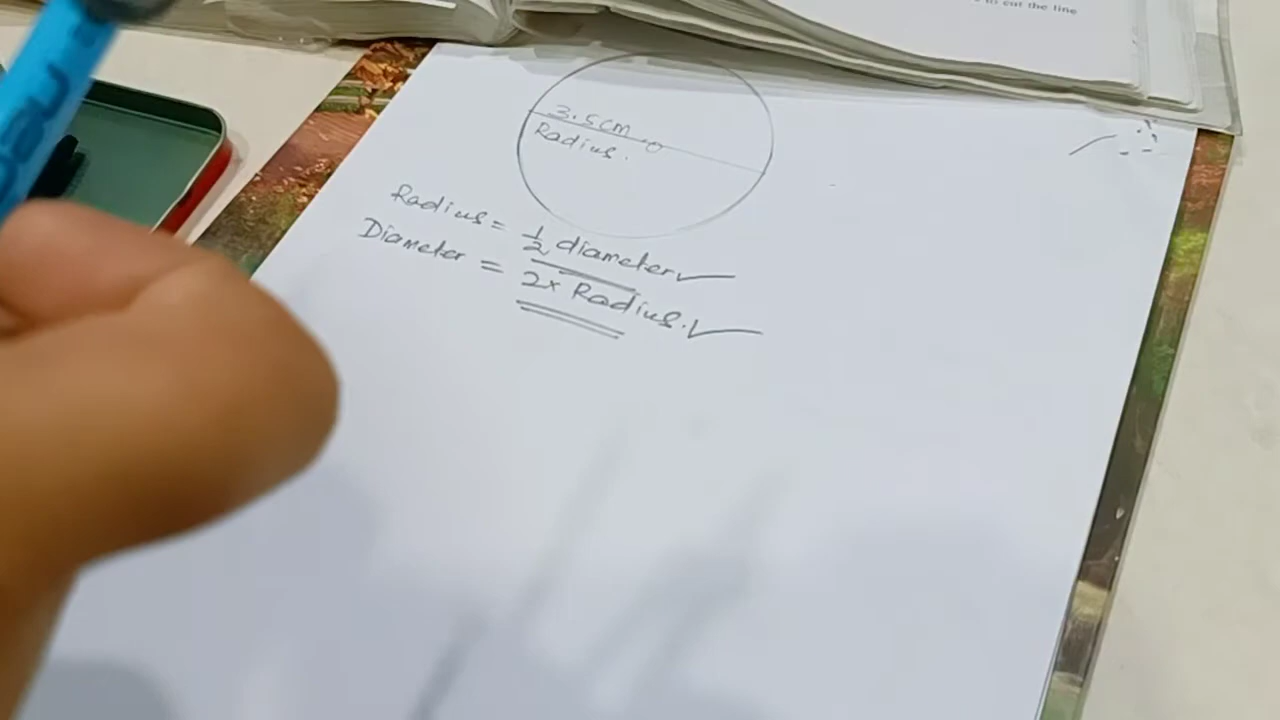 to cut the line
3.5cm
Radius.
Radius = 1/2 diameter
Diameter = 2x Radius.